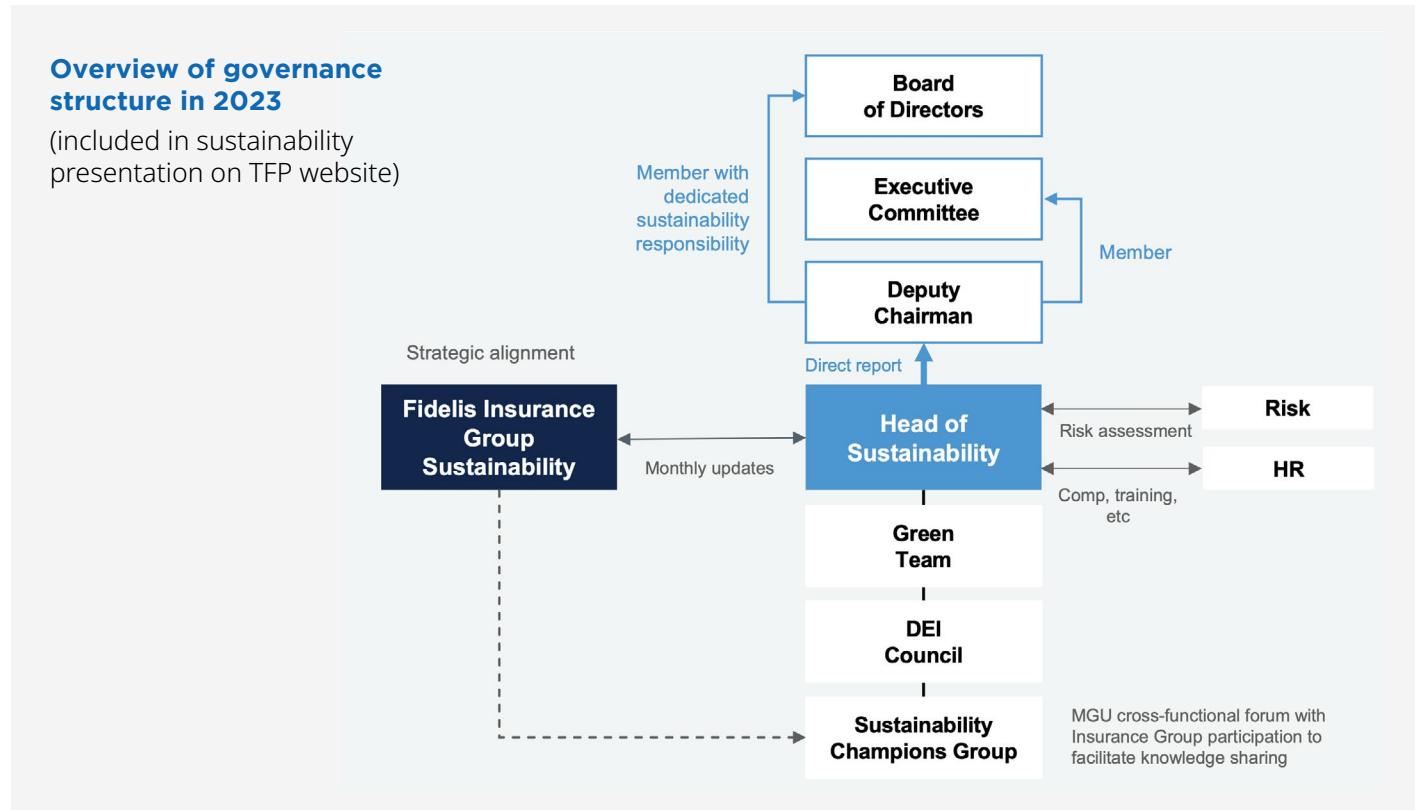 Overview of governance
structure in 2023
(included in sustainability
presentation on TFP website)
Board
of Directors
Member with
dedicated
sustainability
responsibility
Executive
Committee
Member
Deputy
Chairman
Strategic alignment
Direct report
Fidelis Insurance
Group
Sustainability
Monthly updates
Head of
Sustainability
Risk
Risk assessment
HR
Comp, training,
etc
Green
Team
DEI
Council
Sustainability
Champions Group
MGU cross-functional forum with
Insurance Group participation to
facilitate knowledge sharing